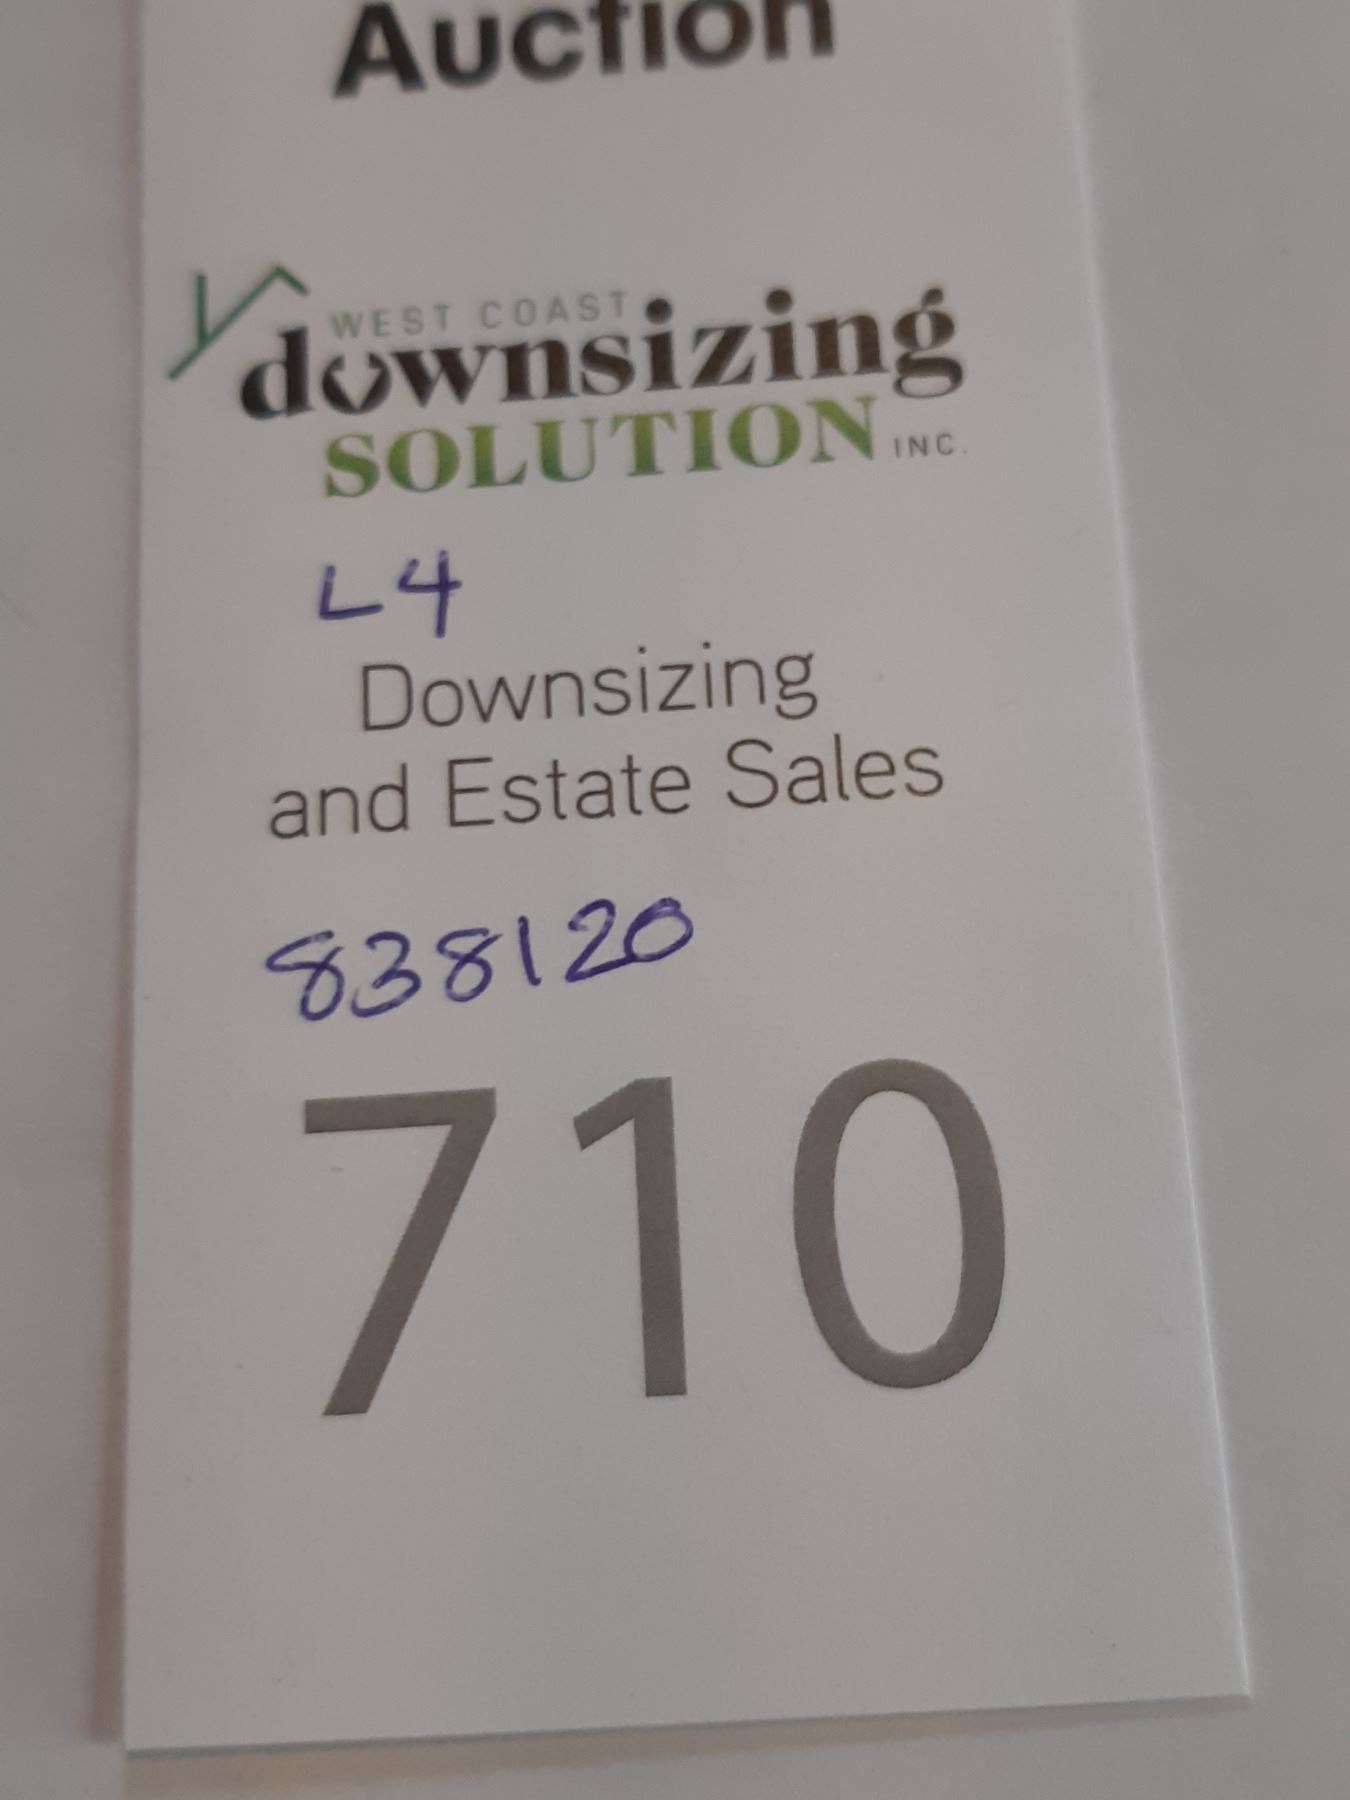 Auction
WEST COAST
downsizing
SOLUTION INC.
L4
Downsizing
and Estate Sales
838120
710